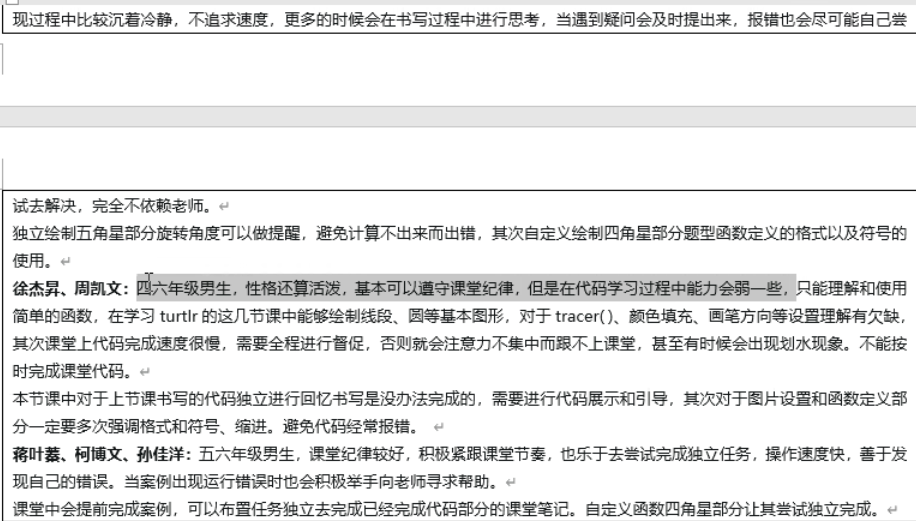 现过程中比较沉着冷静，不追求速度，更多的时候会在书写过程中进行思考，当遇到疑问会及时提出来，报错也会尽可能自己尝
试去解决，完全不依赖老师。
独立绘制五角星部分旋转角度可以做提醒，避免计算不出来而出错，其次自定义绘制四角星部分题型函数定义的格式以及符号的
使用。
徐杰昇、周凯文：四六年级男生，性格还算活泼，基本可以遵守课堂纪律，但是在代码学习过程中能力会弱一些，只能理解和使用
简单的函数，在学习 turtlr 的这几节课中能够绘制线段、圆等基本图形，对于 tracer( )、颜色填充、画笔方向等设置理解有欠缺，
其次课堂上代码完成速度很慢，需要全程进行督促，否则就会注意力不集中而跟不上课堂，甚至有时候会出现划水现象。不能按
时完成课堂代码。
本节课中对于上节课书写的代码独立进行回忆书写是没办法完成的，需要进行代码展示和引导，其次对于图片设置和函数定义部
分一定要多次强调格式和符号、缩进。避免代码经常报错。
蒋叶蓁、柯博文、孙佳洋：五六年级男生，课堂纪律较好，积极紧跟课堂节奏，也乐于去尝试完成独立任务，操作速度快，善于发
现自己的错误。当案例出现运行错误时也会积极举手向老师寻求帮助。
课堂中会提前完成案例，可以布置任务独立去完成已经完成代码部分的课堂笔记。自定义函数四角星部分让其尝试独立完成。